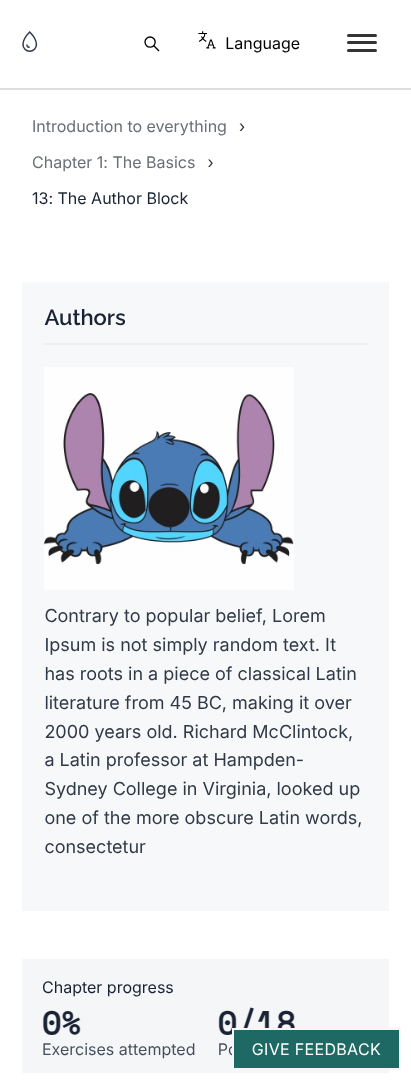 Language
Introduction to everything ›
Chapter 1: The Basics ›
13: The Author Block
Authors
Contrary to popular belief, Lorem
Ipsum is not simply random text. It
has roots in a piece of classical Latin
literature from 45 BC, making it over
2000 years old. Richard McClintock,
a Latin professor at Hampden-
Sydney College in Virginia, looked up
one of the more obscure Latin words,
consectetur
Chapter progress
0% 0/18
Exercises attempted
GIVE FEEDBACK